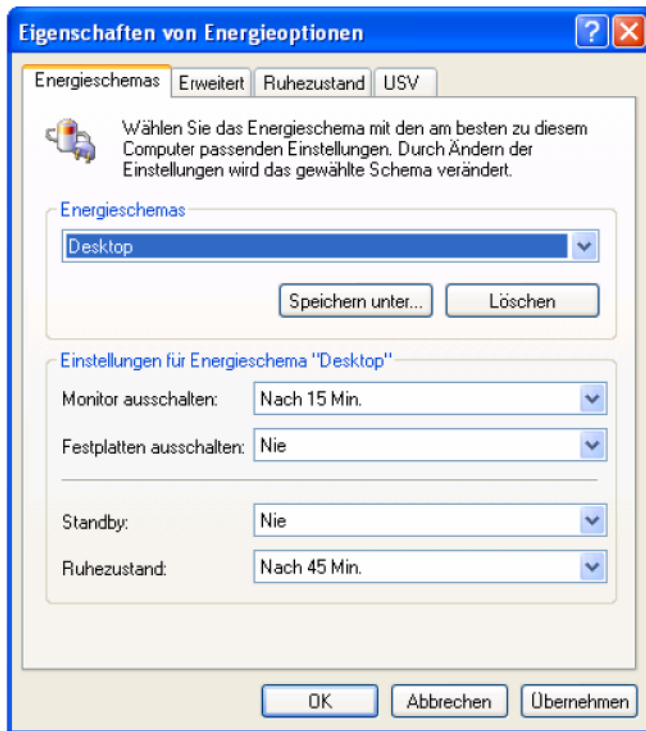 Eigenschaften von Energieoptionen
Energieschemas
Erweitert
Ruhezustand
USV
Wählen Sie das Energieschema mit den am besten zu diesem
Computer passenden Einstellungen. Durch Ändern der
Einstellungen wird das gewählte Schema verändert.
Energieschemas
Desktop
Speichern unter...
Löschen
Einstellungen für Energieschema "Desktop"
Monitor ausschalten: Nach 15 Min.
Festplatten ausschalten: Nie
Standby: Nie
Ruhezustand: Nach 45 Min.
OK
Abbrechen
Übernehmen